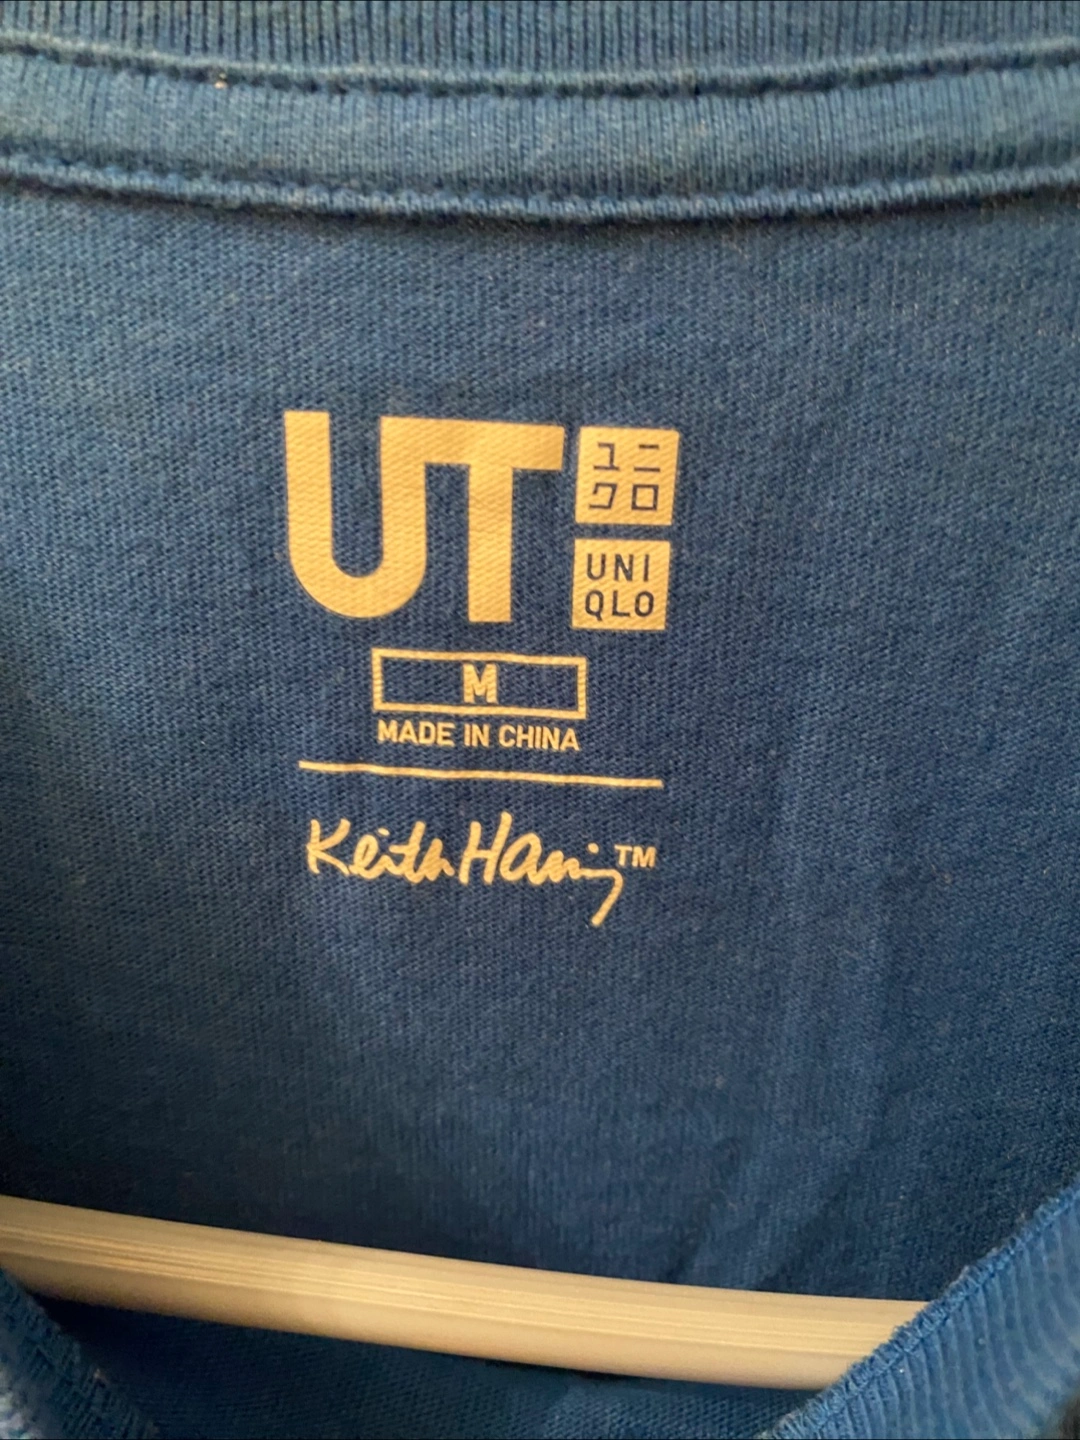 UT
ユニ
クロ
UNI
QLO
M
MADE IN CHINA
Keith Haring™